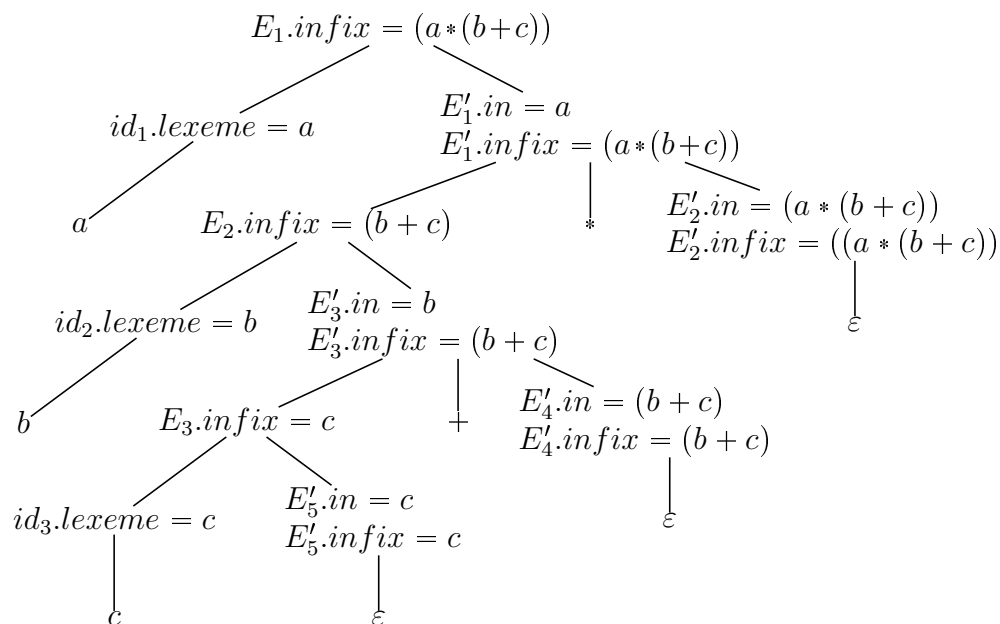 E₁.infix = (a*(b+c))
id₁.lexeme = a
E′₁.in = a
E′₁.infix = (a*(b+c))
a
E₂.infix = (b + c)
*
E′₂.in = (a * (b + c))
E′₂.infix = ((a * (b + c))
id₂.lexeme = b
E′₃.in = b
E′₃.infix = (b + c)
ε
b
E₃.infix = c
+
E′₄.in = (b + c)
E′₄.infix = (b + c)
id₃.lexeme = c
E′₅.in = c
E′₅.infix = c
ε
c
ε